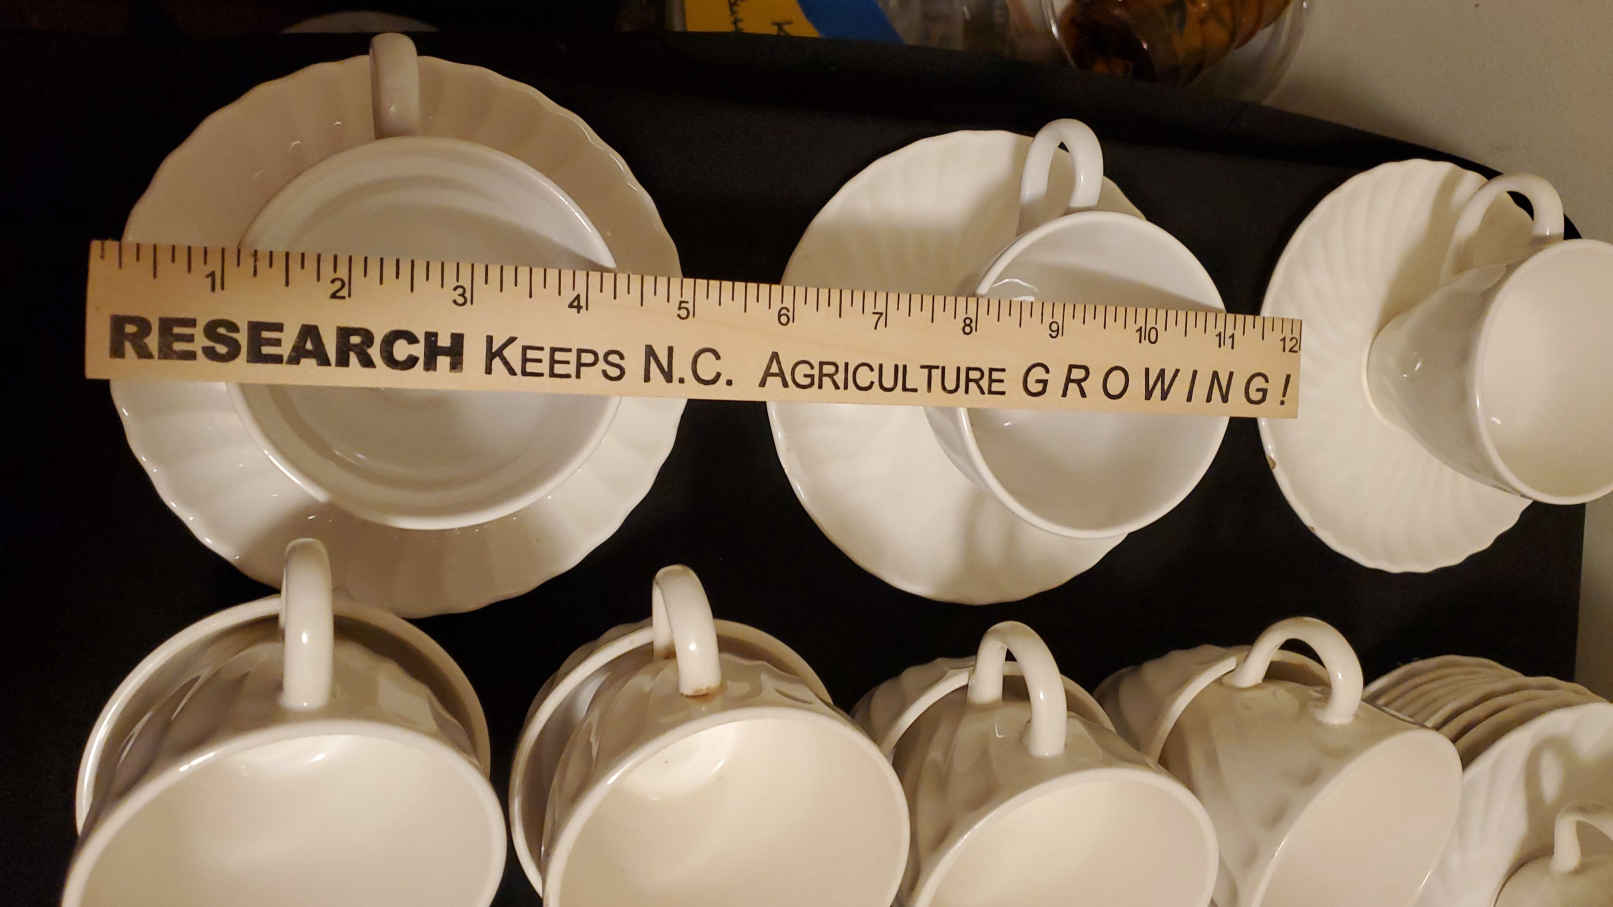 1 2 3 4 5 6 7 8 9 10 11 12
RESEARCH KEEPS N.C. AGRICULTURE GROWING!